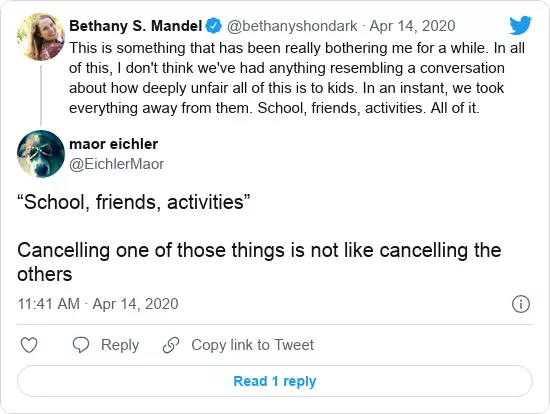 Bethany S. Mandel @bethanyshondark · Apr 14, 2020
This is something that has been really bothering me for a while. In all
of this, I don't think we've had anything resembling a conversation
about how deeply unfair all of this is to kids. In an instant, we took
everything away from them. School, friends, activities. All of it.
maor eichler
@EichlerMaor
“School, friends, activities”
Cancelling one of those things is not like cancelling the
others
11:41 AM · Apr 14, 2020
Reply
Copy link to Tweet
Read 1 reply